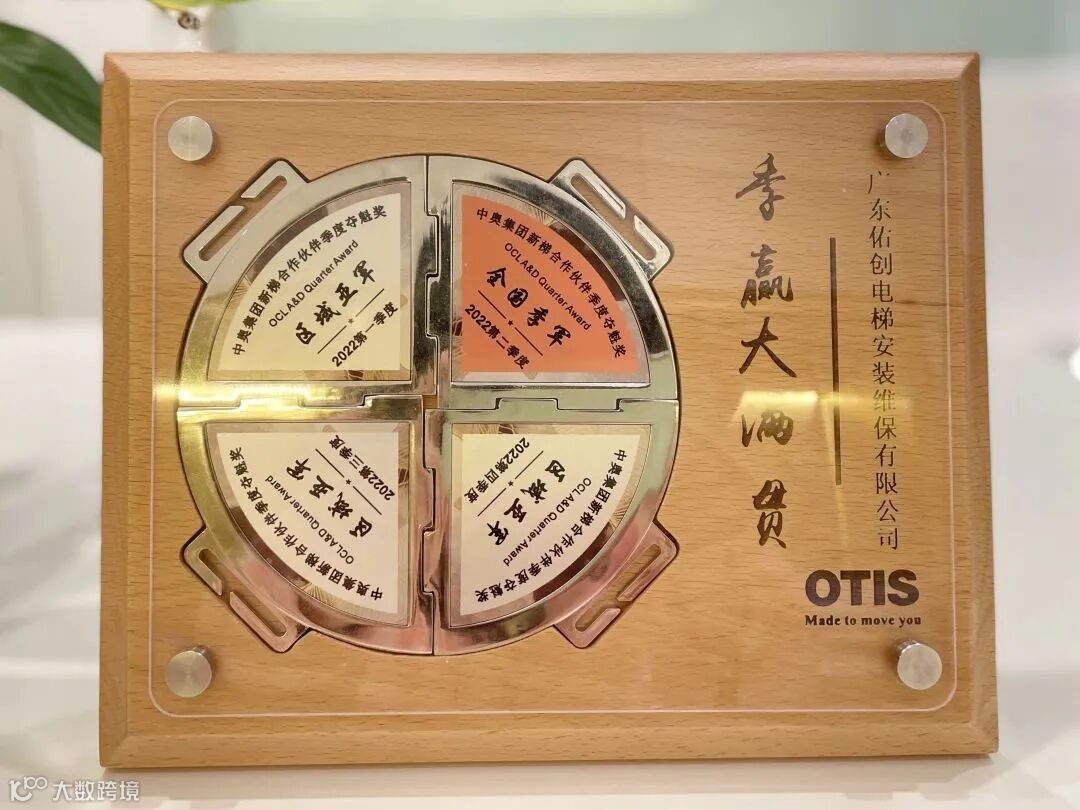 中奥集团新梯合作伙伴季度夺魁奖
OCLA&D Quarter Award
区域亚军
2022第一季度
中奥集团新梯合作伙伴季度夺魁奖
OCLA&D Quarter Award
全国季军
2022第二季度
中奥集团新梯合作伙伴季度夺魁奖
OCLA&D Quarter Award
区域亚军
2022第三季度
中奥集团新梯合作伙伴季度夺魁奖
OCLA&D Quarter Award
区域亚军
2022第四季度
季赢大满贯
广东佑创电梯安装维保有限公司
OTIS
Made to move you
大数跨境